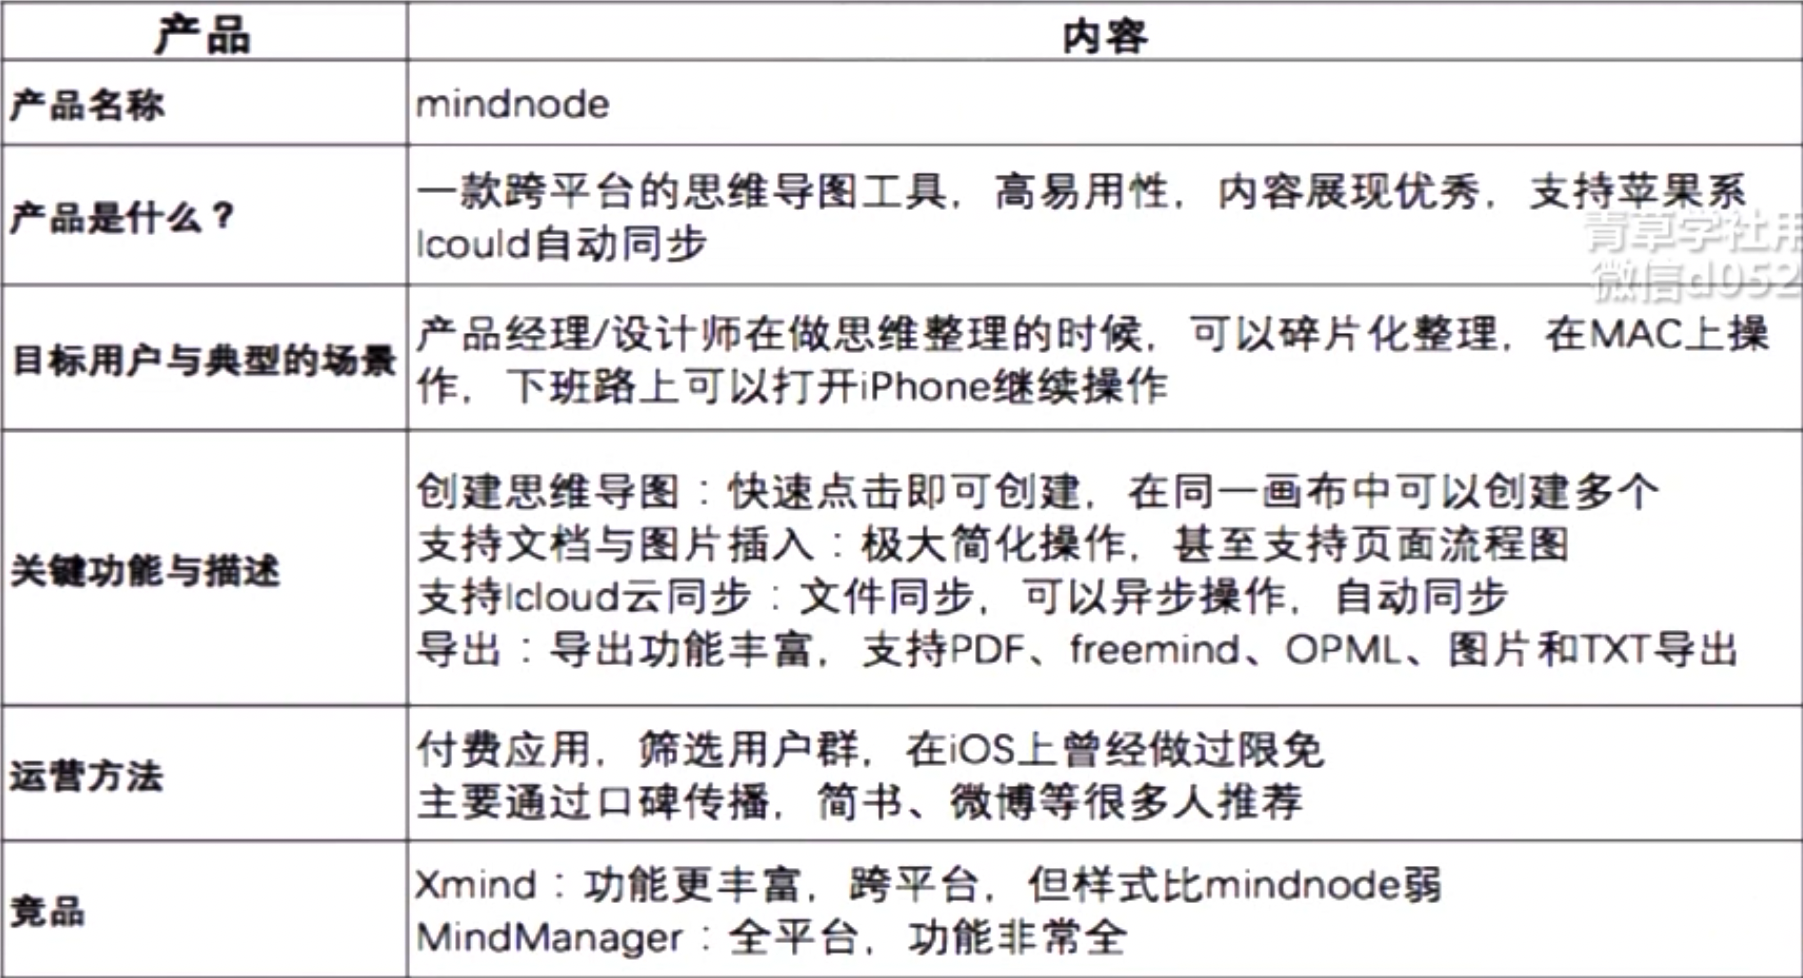 产品 内容
产品名称 mindnode
产品是什么？ 一款跨平台的思维导图工具，高易用性，内容展现优秀，支持苹果系
Icould自动同步
青草学社用
微信d052
目标用户与典型的场景 产品经理/设计师在做思维整理的时候，可以碎片化整理，在MAC上操
作，下班路上可以打开iPhone继续操作
关键功能与描述
创建思维导图：快速点击即可创建，在同一画布中可以创建多个
支持文档与图片插入：极大简化操作，甚至支持页面流程图
支持Icloud云同步：文件同步，可以异步操作，自动同步
导出：导出功能丰富，支持PDF、freemind、OPML、图片和TXT导出
运营方法 付费应用，筛选用户群，在iOS上曾经做过限免
主要通过口碑传播，简书、微博等很多人推荐
竟品 Xmind：功能更丰富，跨平台，但样式比mindnode弱
MindManager：全平台，功能非常全